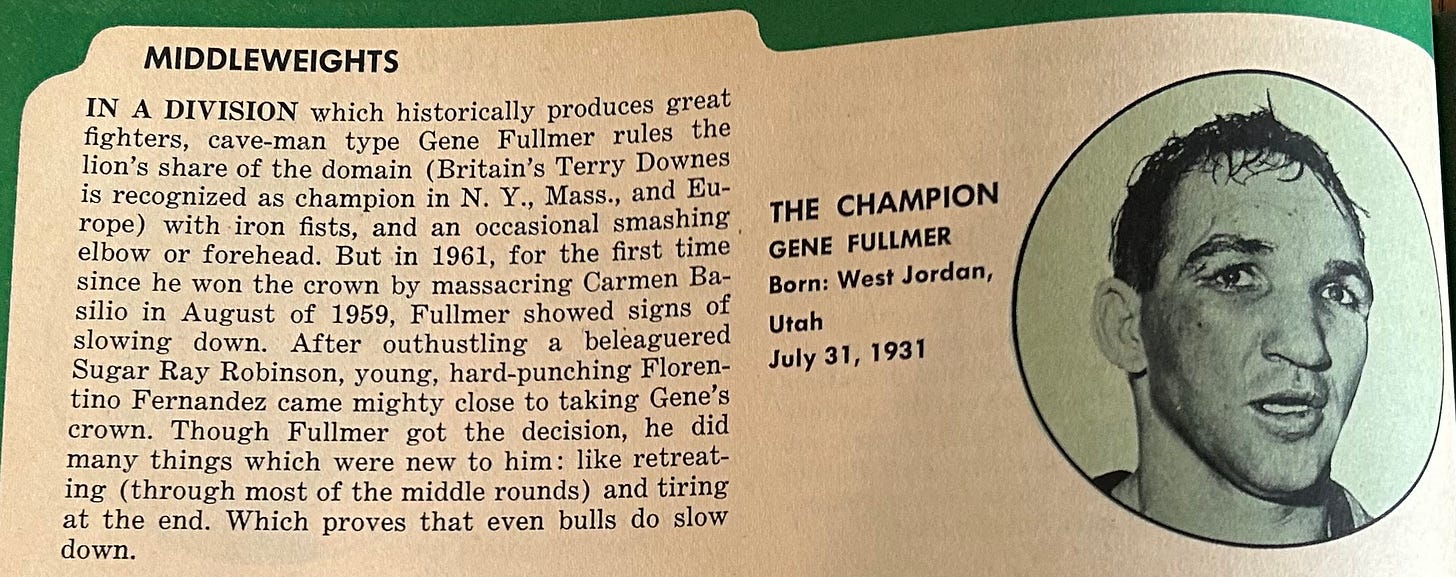 MIDDLEWEIGHTS
IN A DIVISION which historically produces great
fighters, cave-man type Gene Fullmer rules the
lion's share of the domain (Britain's Terry Downes
is recognized as champion in N. Y., Mass., and Eu-
rope) with iron fists, and an occasional smashing
elbow or forehead. But in 1961, for the first time
since he won the crown by massacring Carmen Ba-
silio in August of 1959, Fullmer showed signs of
slowing down. After outhustling a beleaguered
Sugar Ray Robinson, young, hard-punching Floren-
tino Fernandez came mighty close to taking Gene's
crown. Though Fullmer got the decision, he did
many things which were new to him: like retreat-
ing (through most of the middle rounds) and tiring
at the end. Which proves that even bulls do slow
down.
THE CHAMPION
GENE FULLMER
Born: West Jordan,
Utah
July 31, 1931